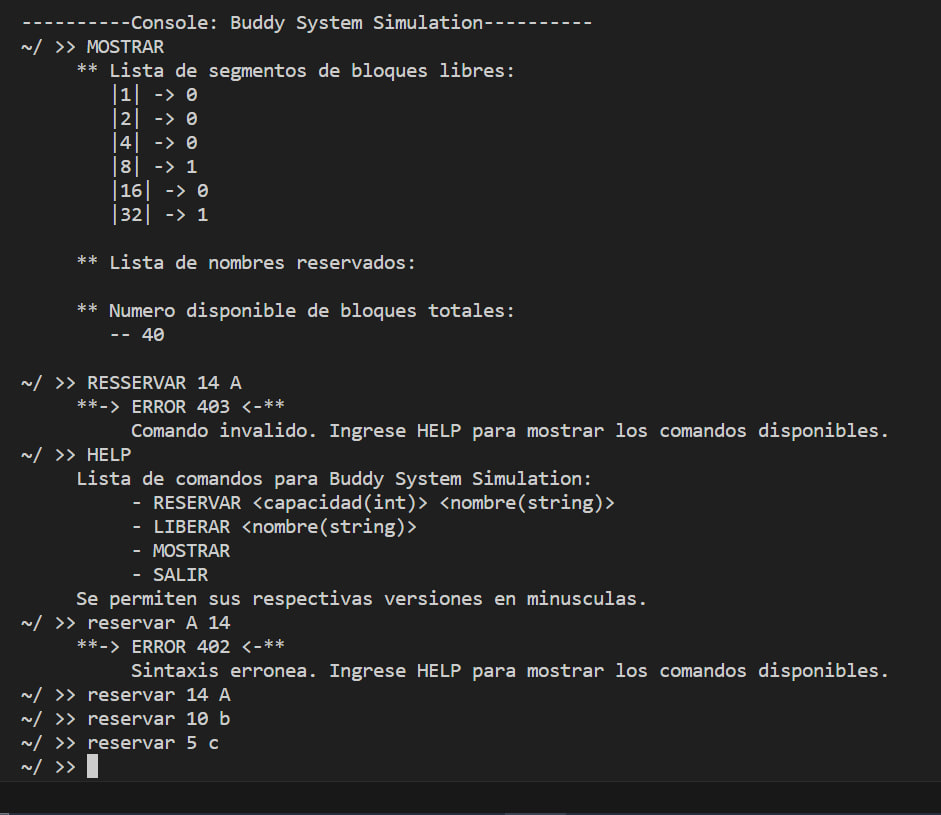 ----------Console: Buddy System Simulation----------
~/ >> MOSTRAR
** Lista de segmentos de bloques libres:
|1| -> 0
|2| -> 0
|4| -> 0
|8| -> 1
|16| -> 0
|32| -> 1
** Lista de nombres reservados:
** Numero disponible de bloques totales:
-- 40
~/ >> RESSERVAR 14 A
**-> ERROR 403 <-**
Comando invalido. Ingrese HELP para mostrar los comandos disponibles.
~/ >> HELP
Lista de comandos para Buddy System Simulation:
- RESERVAR <capacidad(int)> <nombre(string)>
- LIBERAR <nombre(string)>
- MOSTRAR
- SALIR
Se permiten sus respectivas versiones en minusculas.
~/ >> reservar A 14
**-> ERROR 402 <-**
Sintaxis erronea. Ingrese HELP para mostrar los comandos disponibles.
~/ >> reservar 14 A
~/ >> reservar 10 b
~/ >> reservar 5 c
~/ >>